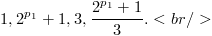 1, 2^{p_1} + 1, 3, \frac{2^{p_1} + 1}{3}. < br / >